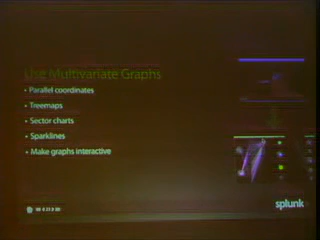 Use Multivariate Graphs
• Parallel coordinates
• Treemaps
• Sector charts
• Sparklines
• Make graphs interactive
splunk